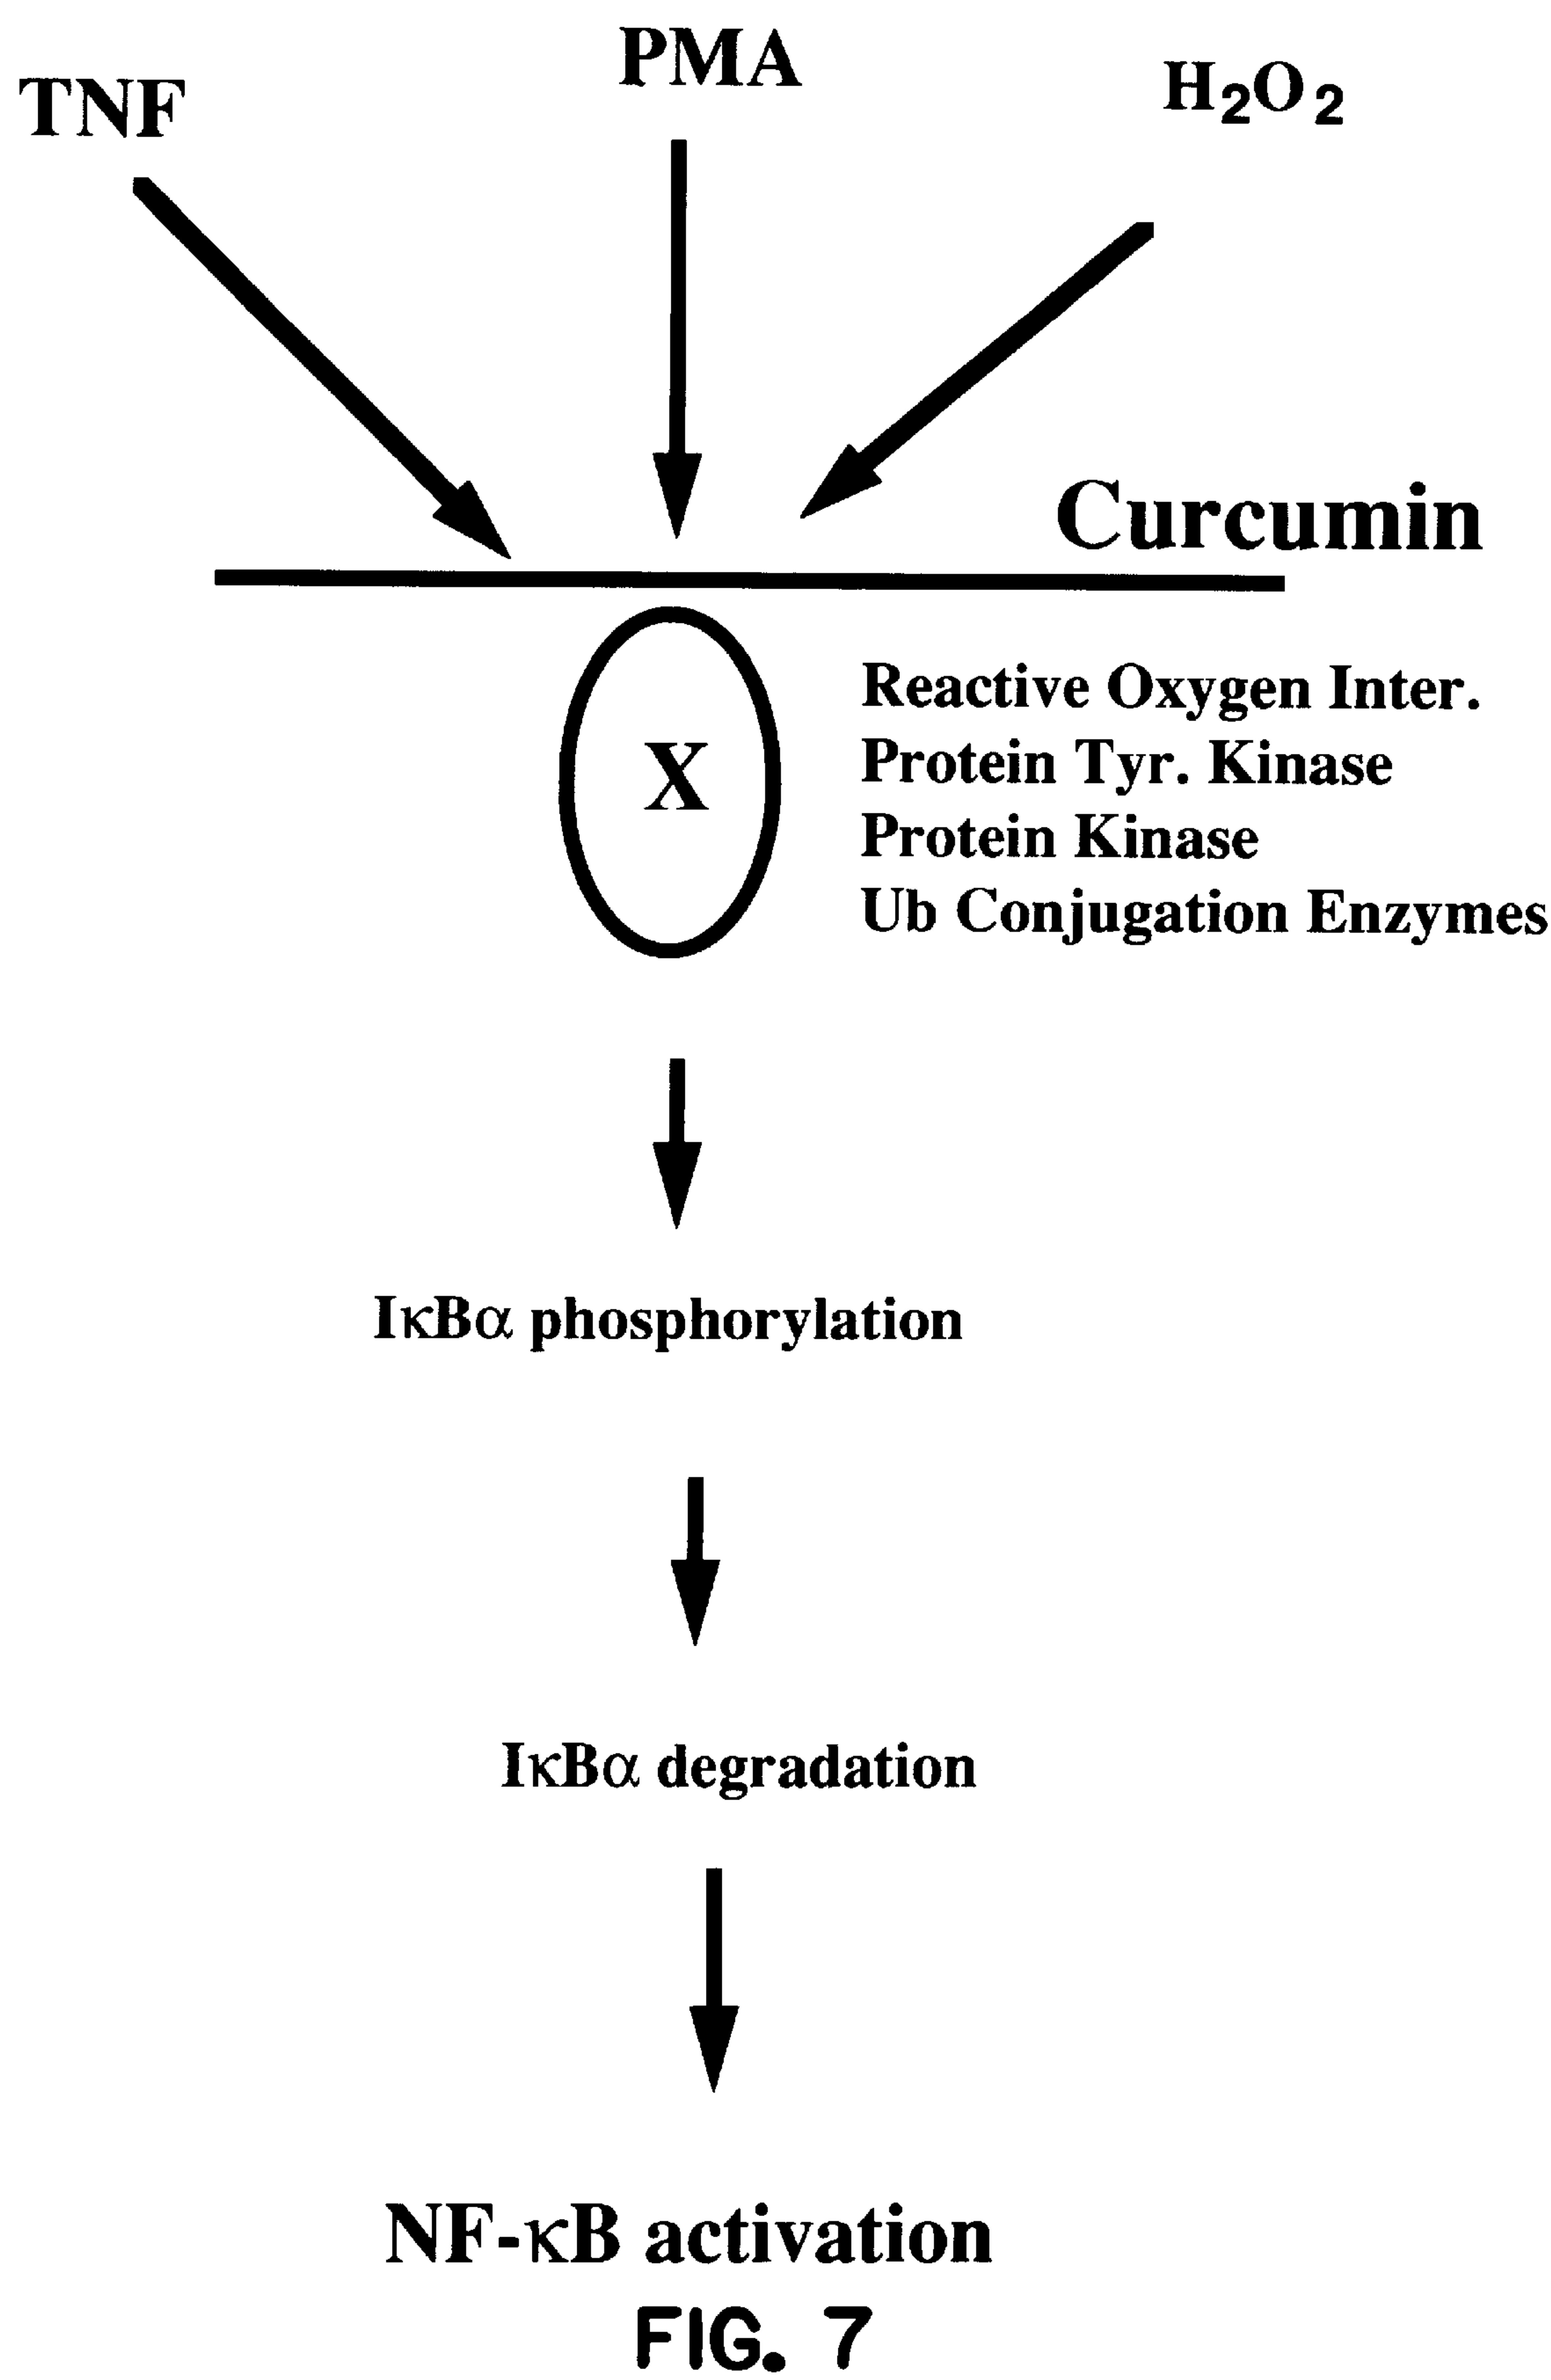 TNF
PMA
H₂O₂
Curcumin
X
Reactive Oxygen Inter.
Protein Tyr. Kinase
Protein Kinase
Ub Conjugation Enzymes
IκBα phosphorylation
IκBα degradation
NF-κB activation
FIG. 7